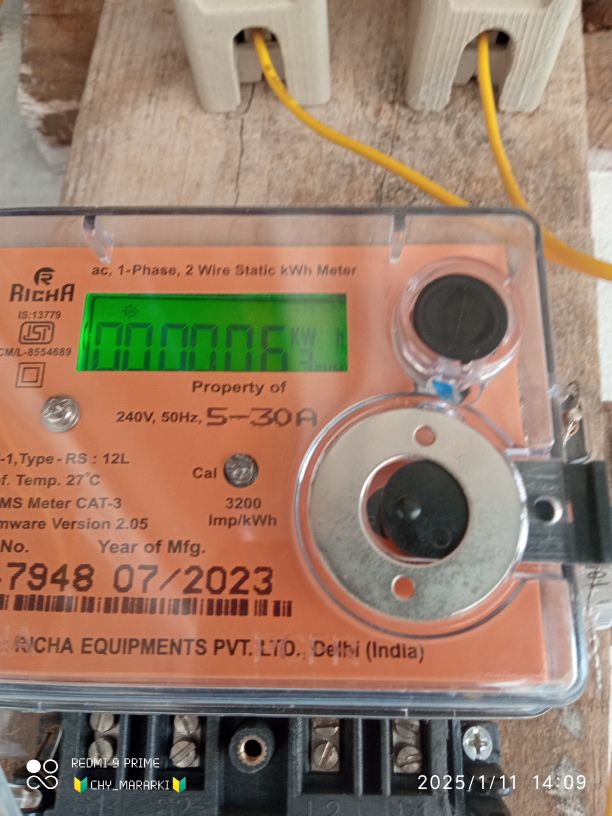 ac, 1-Phase, 2 Wire Static kWh Meter
RICHA
IS:13779
CM/L-8554689
KW
Property of
240V, 50Hz, 5-30A
-1, Type - RS : 12L
f. Temp. 27°C
MS Meter CAT-3
mware Version 2.05
Cal
3200
Imp/kWh
No. Year of Mfg.
7948 07/2023
RICHA EQUIPMENTS PVT. LTD., Delhi (India)
REDMI 9 PRIME
🔰CHY_MARARKI🔰
2025/1/11 14:09